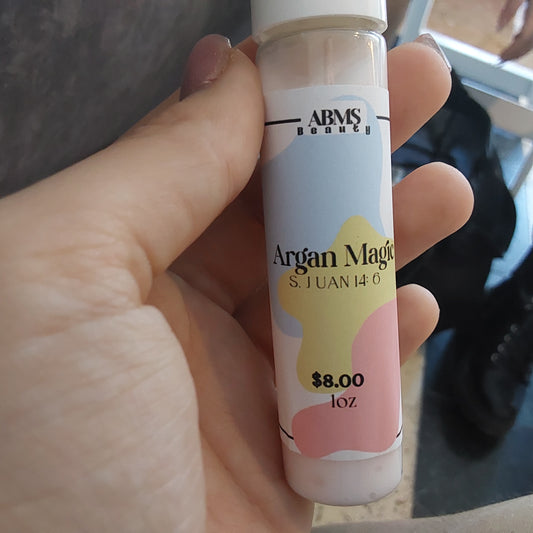 ABMS
Beauty
Argan Magic
S. JUAN 14: 6
$8.00
1oz